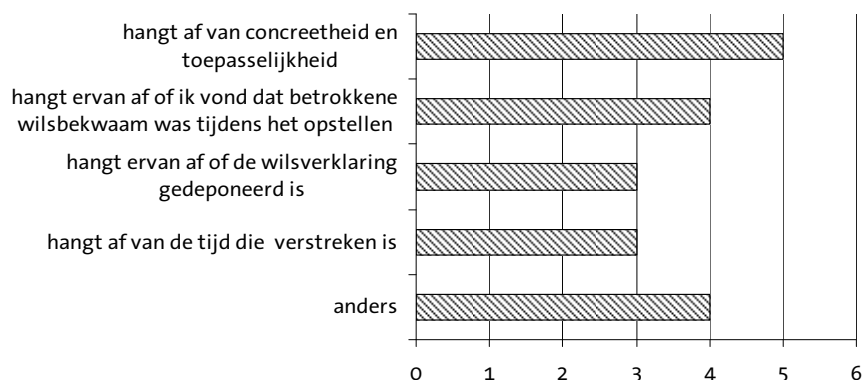 hangt af van concreetheid en
toepasselijkheid
hangt ervan af of ik vond dat betrokkene
wilsbekwaam was tijdens het opstellen
hangt ervan af of de wilsverklaring
gedeponeerd is
hangt af van de tijd die verstreken is
anders
0 1 2 3 4 5 6